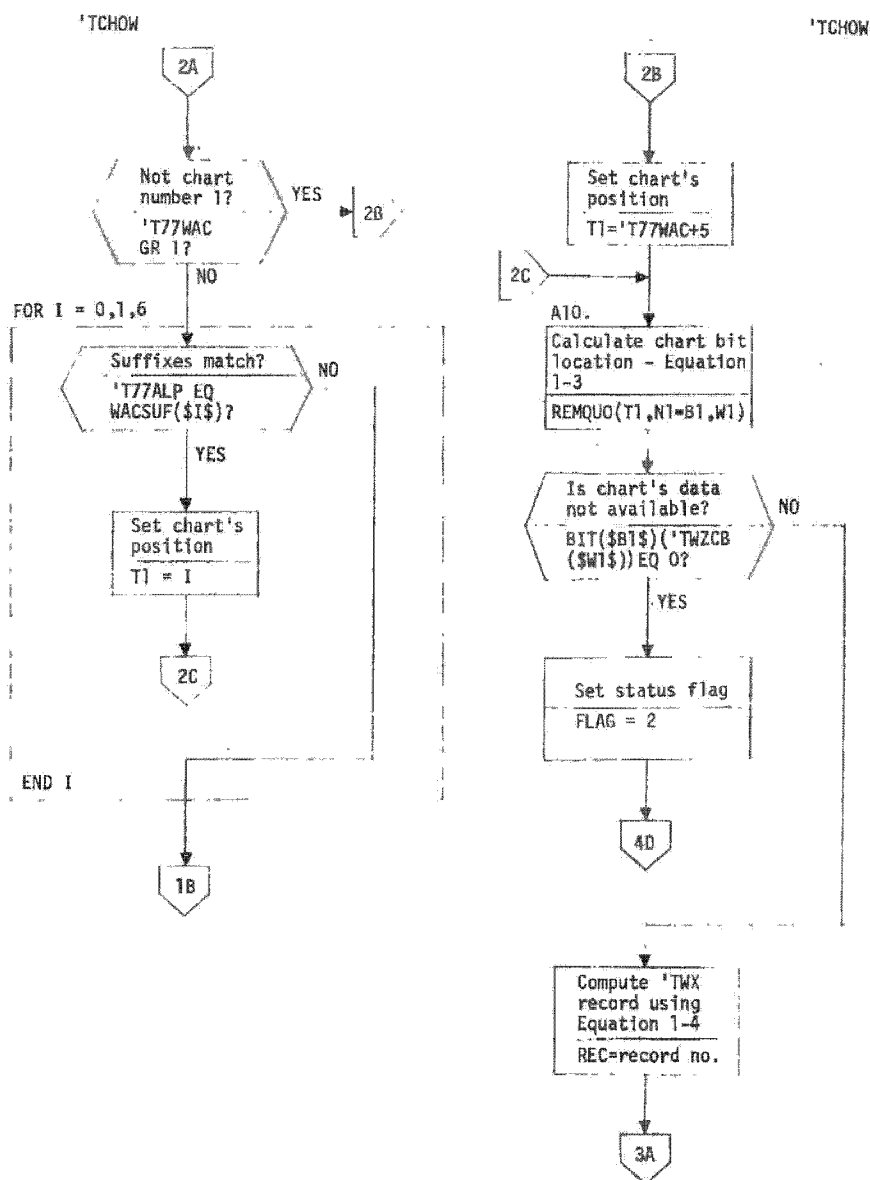 'TCHOW
2A
Not chart
number 1?
'T77WAC
GR 1?
YES
2B
NO
FOR I = 0,1,6
Suffixes match?
'T77ALP EQ
WACSUF($I$)?
NO
YES
Set chart's
position
T1 = I
2C
END I
1B
'TCHOW
2B
Set chart's
position
T1='T77WAC+5
2C
A10.
Calculate chart bit
location - Equation
1-3
REMQUO(T1,N1=B1,W1)
Is chart's data
not available?
BIT($B1$)('TWZCB
($W1$))EQ 0?
NO
YES
Set status flag
FLAG = 2
4D
Compute 'TWX
record using
Equation 1-4
REC=record no.
3A